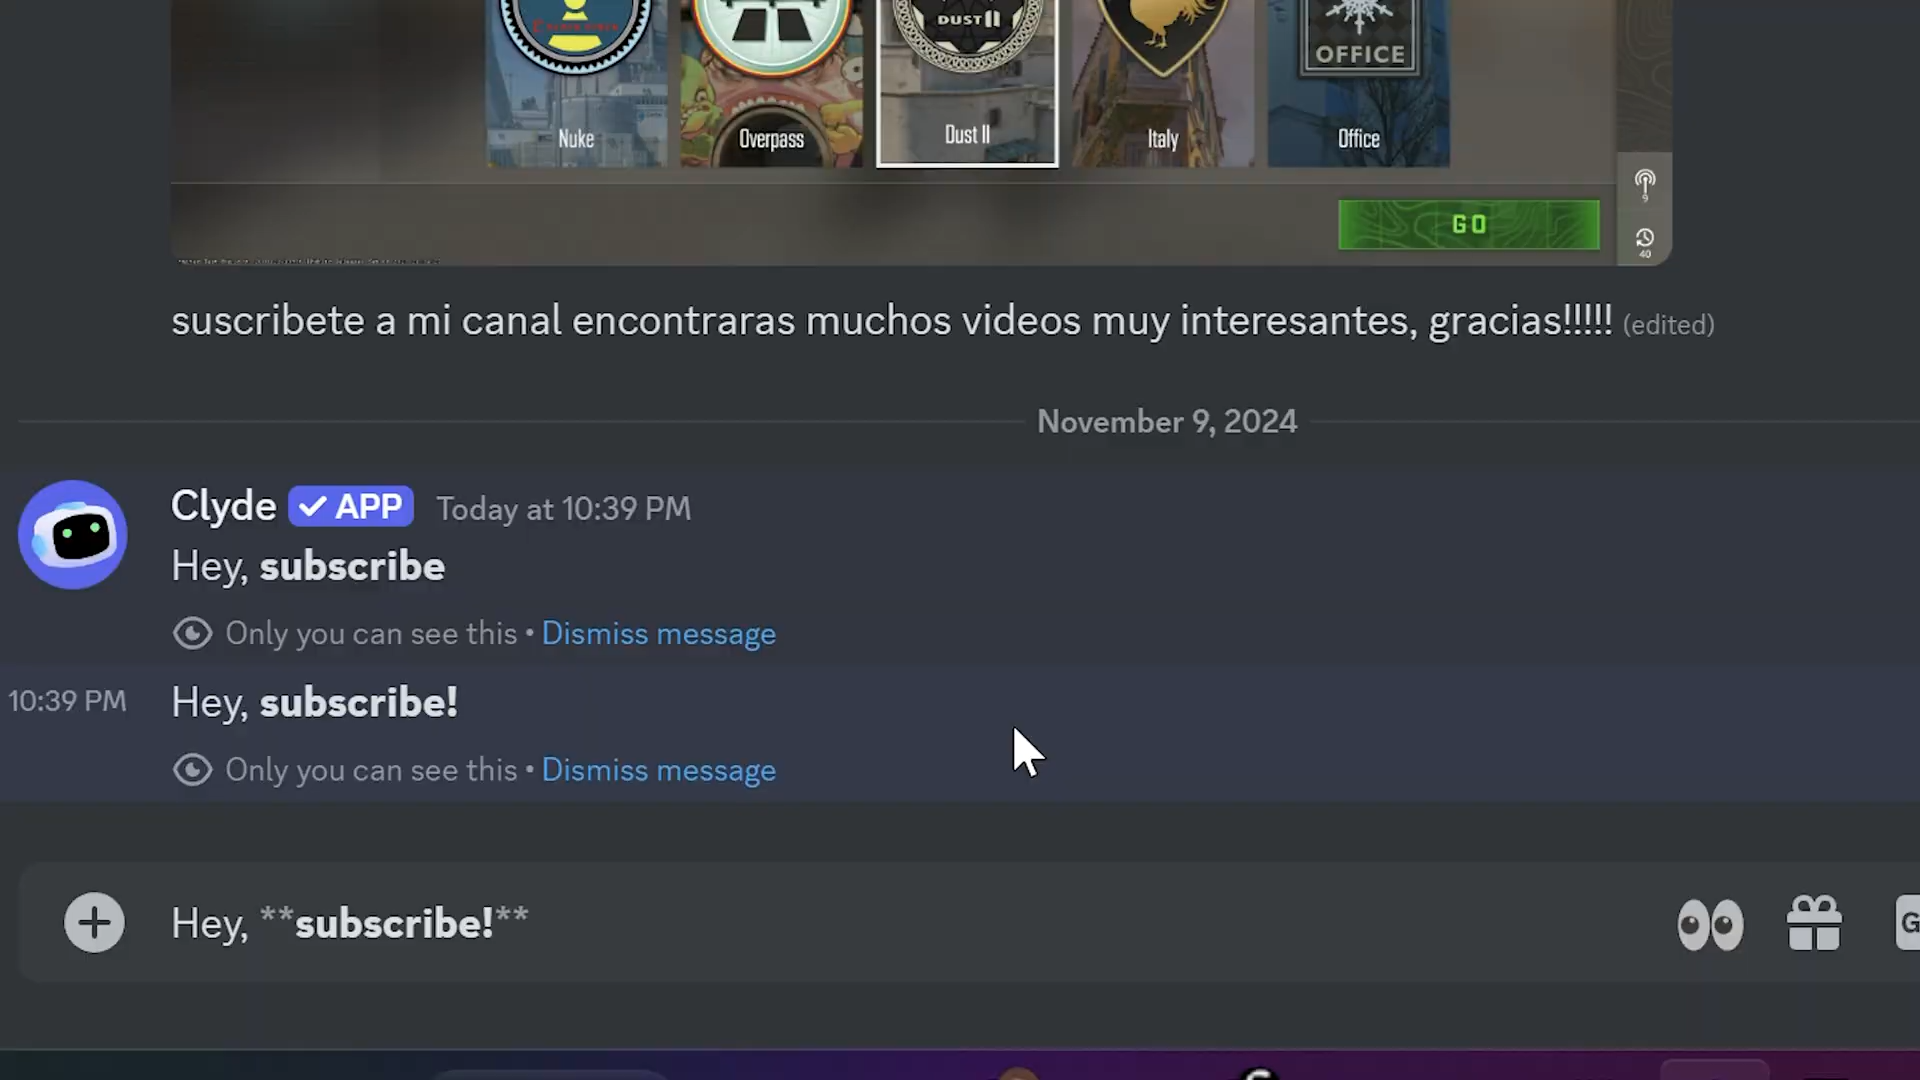 DUST II
OFFICE
Nuke
Overpass
Dust II
Italy
Office
9
GO
40
suscribete a mi canal encontraras muchos videos muy interesantes, gracias!!!!! (edited)
November 9, 2024
Clyde ✓ APP Today at 10:39 PM
Hey, subscribe
Only you can see this • Dismiss message
10:39 PM Hey, subscribe!
Only you can see this • Dismiss message
Hey, **subscribe!**